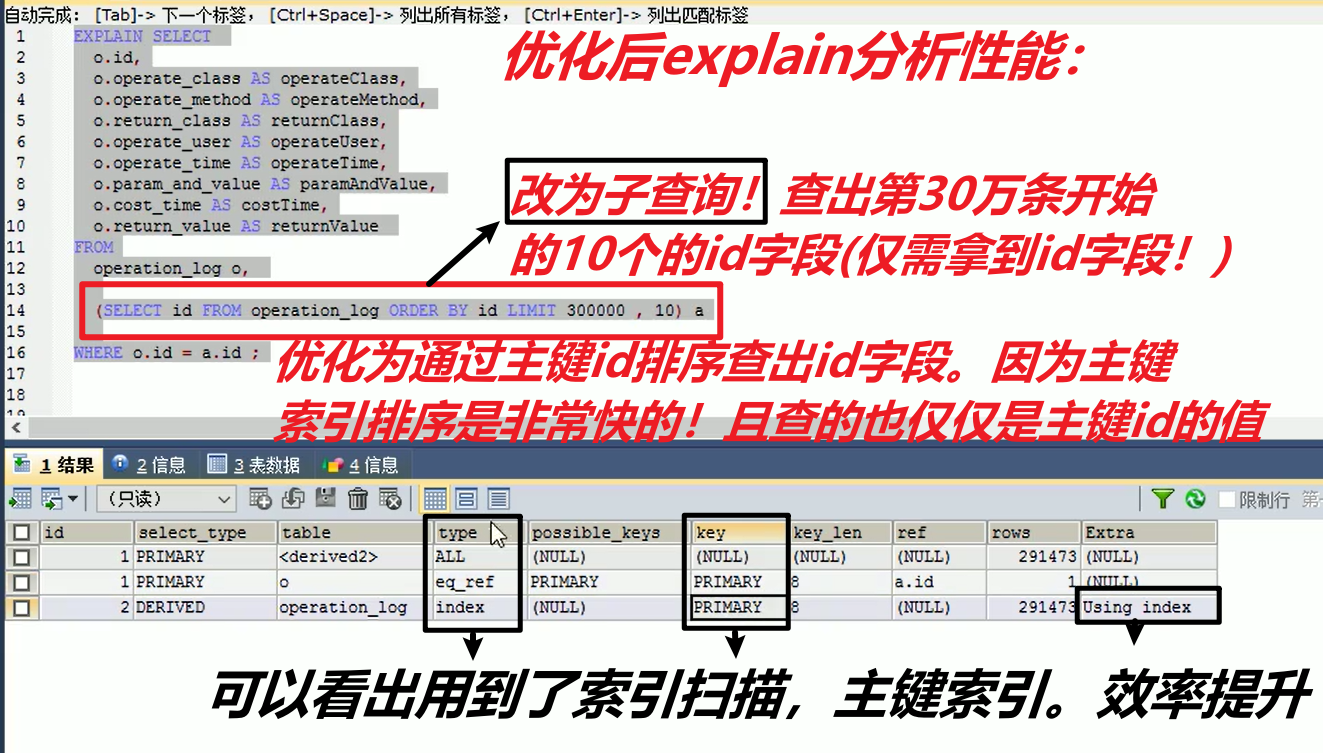 自动完成: [Tab]-> 下一个标签, [Ctrl+Space]-> 列出所有标签, [Ctrl+Enter]-> 列出匹配标签
1 EXPLAIN SELECT
优化后explain分析性能:
2 o.id,
3 o.operate_class AS operateClass,
4 o.operate_method AS operateMethod,
5 o.return_class AS returnClass,
6 o.operate_user AS operateUser,
7 o.operate_time AS operateTime,
8 o.param_and_value AS paramAndValue,
9 o.cost_time AS costTime,
10 o.return_value AS returnValue
改为子查询！查出第30万条开始
的10个的id字段(仅需拿到id字段！)
11 FROM
12 operation_log o,
13
14 (SELECT id FROM operation_log ORDER BY id LIMIT 300000 , 10) a
15
16 WHERE o.id = a.id ;
优化为通过主键id排序查出id字段。因为主键
索引排序是非常快的！且查的也仅仅是主键id的值
17
18
1 结果 2 信息 3 表数据 4 信息
(只读) 限制行 第
id select_type table type possible_keys key key_len ref rows Extra
1 PRIMARY <derived2> ALL (NULL) (NULL) (NULL) (NULL) 291473 (NULL)
1 PRIMARY o eq_ref PRIMARY PRIMARY 8 a.id 1 (NULL)
2 DERIVED operation_log index (NULL) PRIMARY 8 (NULL) 291473 Using index
可以看出用到了索引扫描，主键索引。效率提升